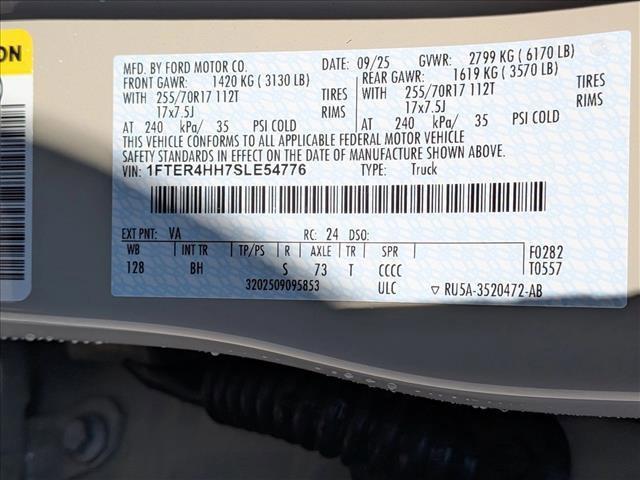 ON
MFD. BY FORD MOTOR CO. DATE: 09/25 GVWR: 2799 KG ( 6170 LB)
FRONT GAWR: 1420 KG ( 3130 LB) REAR GAWR: 1619 KG ( 3570 LB)
WITH 255/70R17 112T TIRES WITH 255/70R17 112T TIRES
17x7.5J RIMS 17x7.5J RIMS
AT 240 kPa/ 35 PSI COLD AT 240 kPa/ 35 PSI COLD
THIS VEHICLE CONFORMS TO ALL APPLICABLE FEDERAL MOTOR VEHICLE
SAFETY STANDARDS IN EFFECT ON THE DATE OF MANUFACTURE SHOWN ABOVE.
VIN: 1FTER4HH7SLE54776 TYPE: Truck
EXT PNT: VA RC: 24 DSO:
WB INT TR TP/PS R AXLE TR SPR F0282
128 BH S 73 T CCCC T0557
3202509095853 ULC ▽ RU5A-3520472-AB